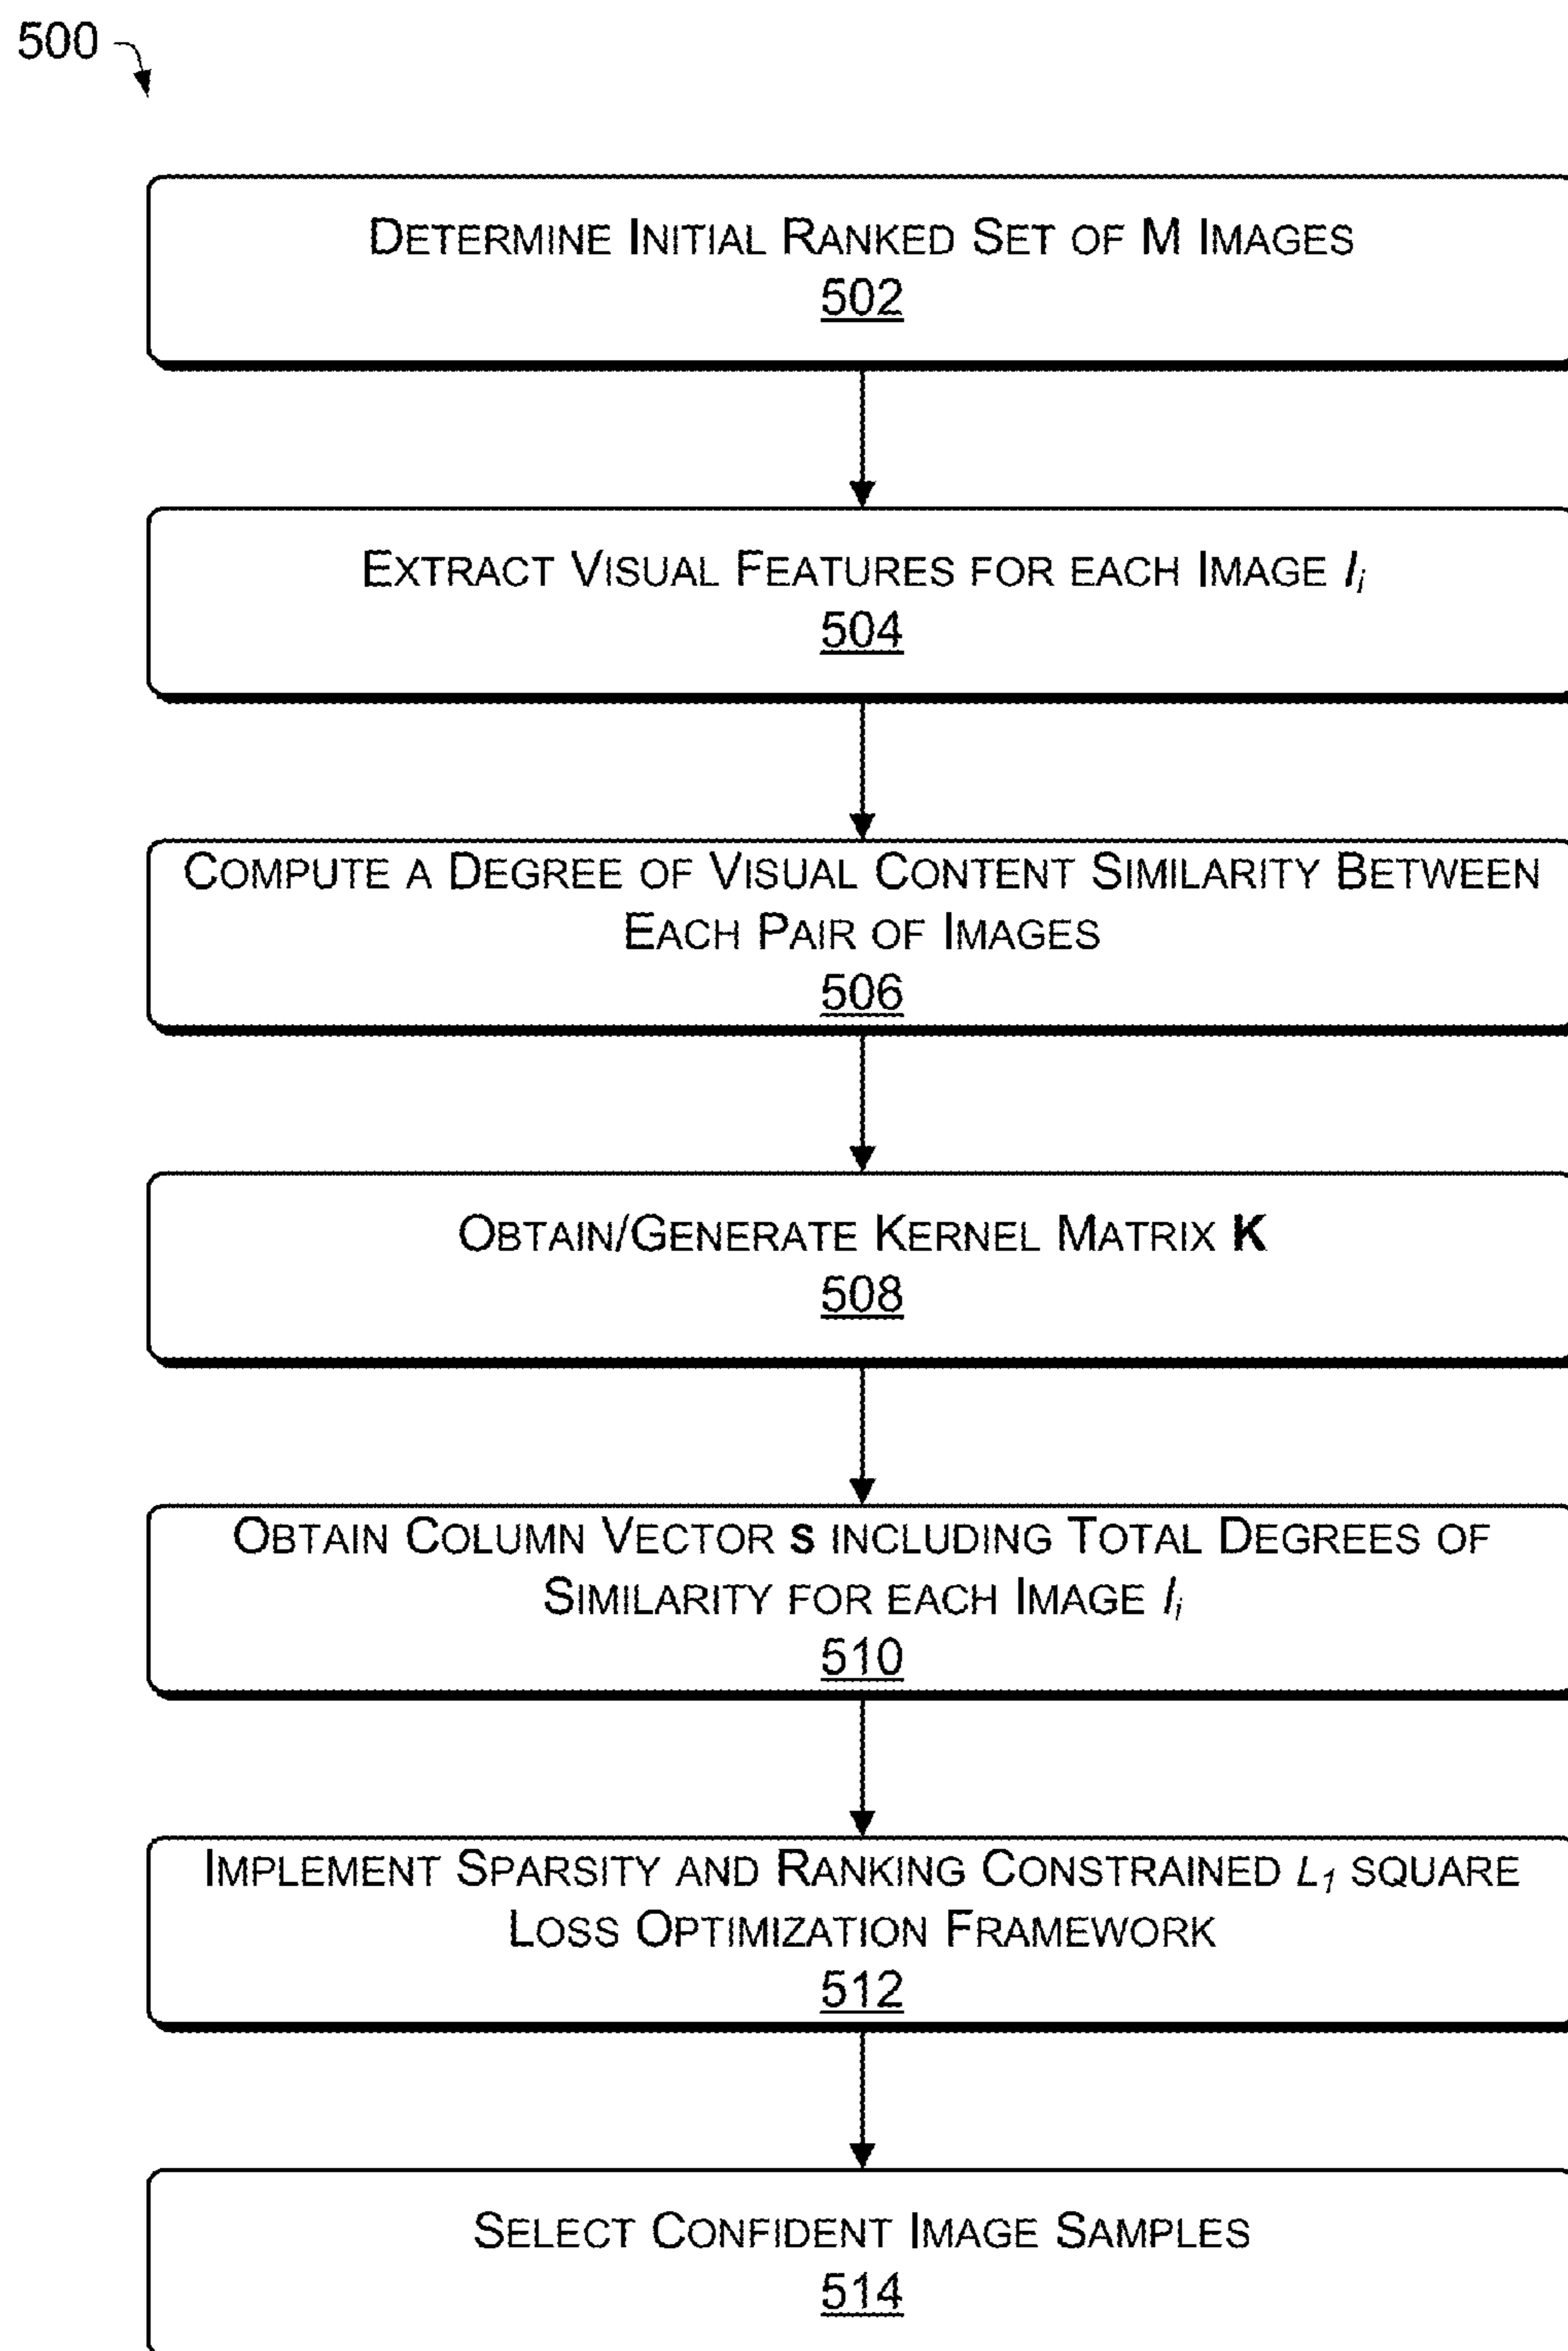 500
DETERMINE INITIAL RANKED SET OF M IMAGES
502
EXTRACT VISUAL FEATURES FOR EACH IMAGE Ii
504
COMPUTE A DEGREE OF VISUAL CONTENT SIMILARITY BETWEEN
EACH PAIR OF IMAGES
506
OBTAIN/GENERATE KERNEL MATRIX K
508
OBTAIN COLUMN VECTOR S INCLUDING TOTAL DEGREES OF
SIMILARITY FOR EACH IMAGE Ii
510
IMPLEMENT SPARSITY AND RANKING CONSTRAINED L1 SQUARE
LOSS OPTIMIZATION FRAMEWORK
512
SELECT CONFIDENT IMAGE SAMPLES
514